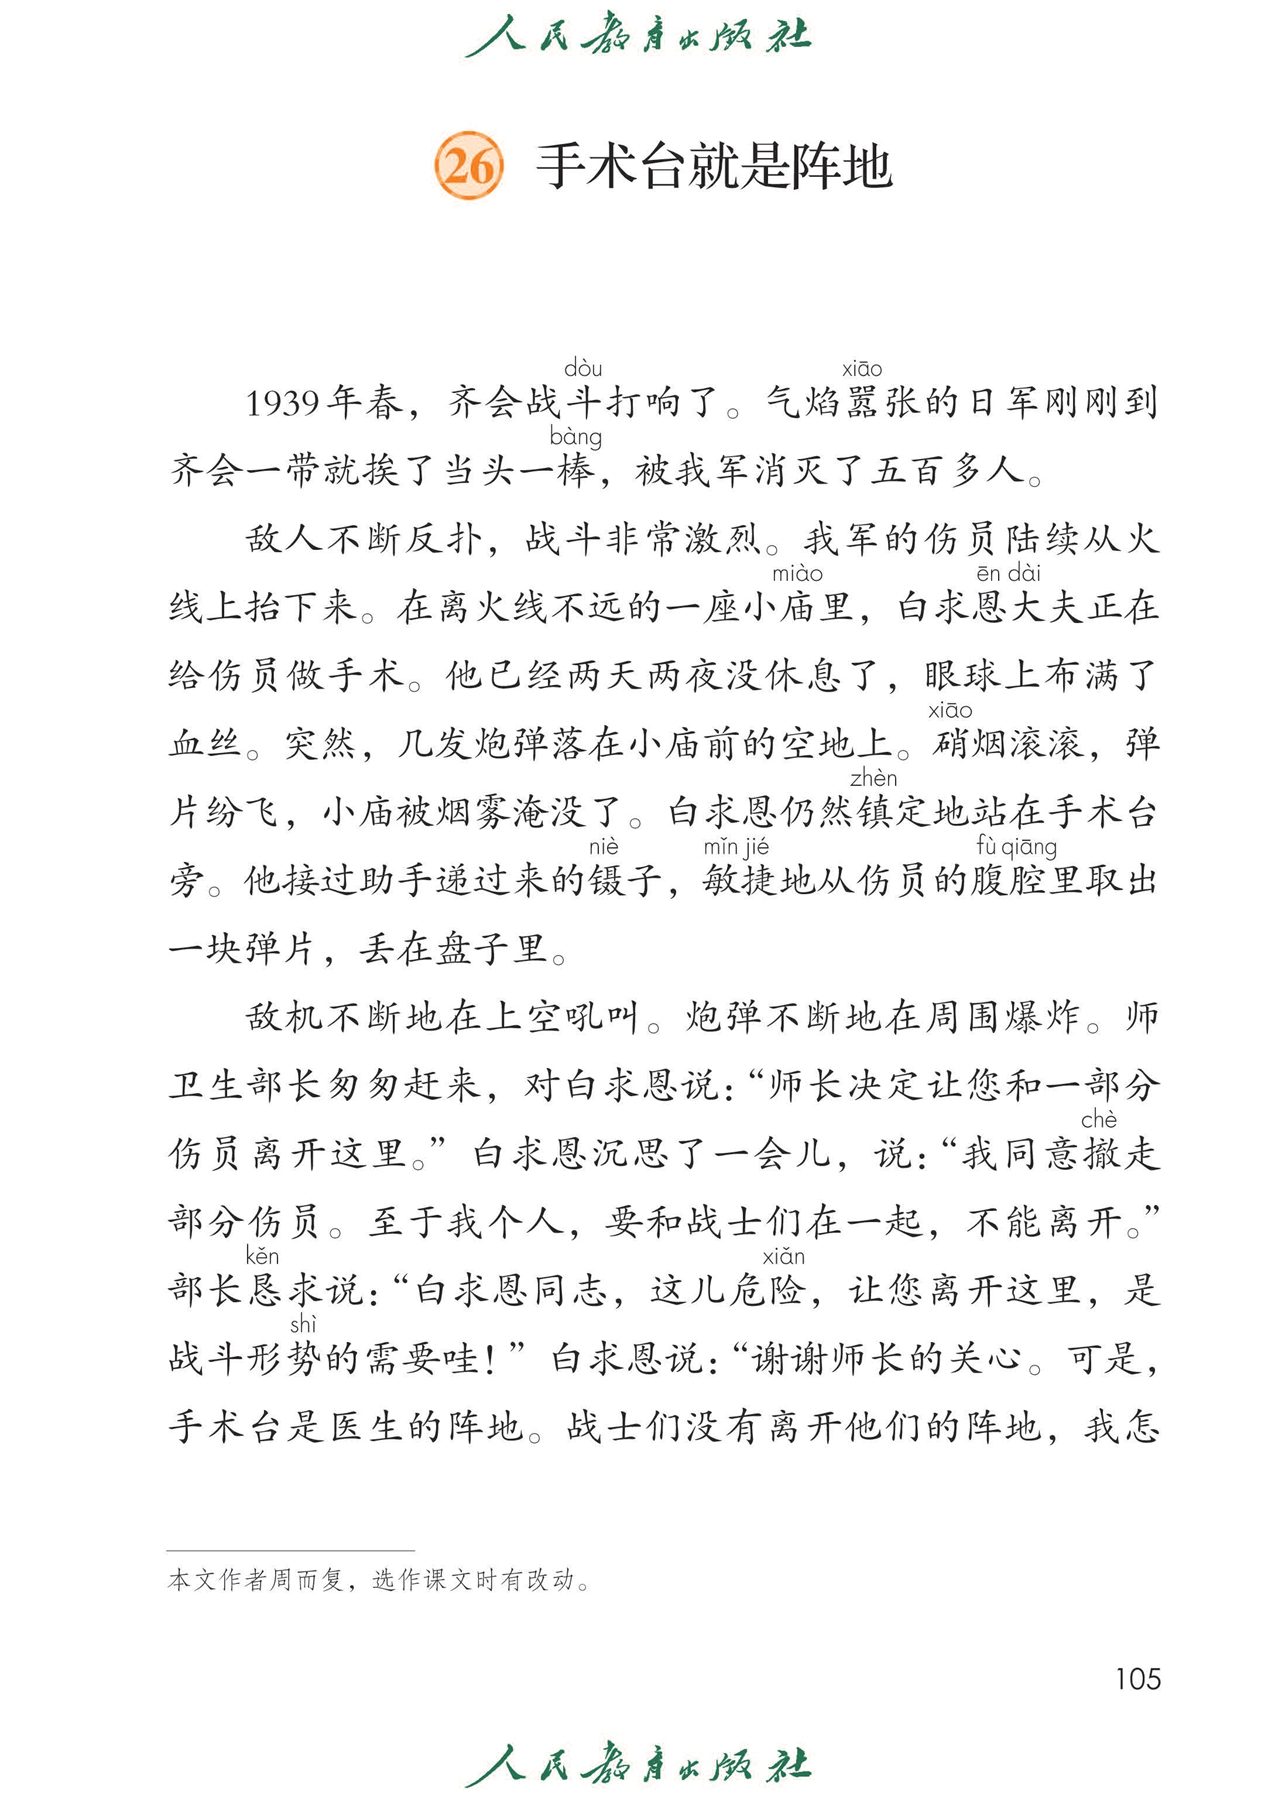 人民教育出版社
26 手术台就是阵地
dòu xiāo
1939年春，齐会战斗打响了。气焰嚣张的日军刚刚到
bàng
齐会一带就挨了当头一棒，被我军消灭了五百多人。
敌人不断反扑，战斗非常激烈。我军的伤员陆续从火
miào ēn dài
线上抬下来。在离火线不远的一座小庙里，白求恩大夫正在
给伤员做手术。他已经两天两夜没休息了，眼球上布满了
xiāo
血丝。突然，几发炮弹落在小庙前的空地上。硝烟滚滚，弹
zhèn
片纷飞，小庙被烟雾淹没了。白求恩仍然镇定地站在手术台
niè mǐn jié fù qiāng
旁。他接过助手递过来的镊子，敏捷地从伤员的腹腔里取出
一块弹片，丢在盘子里。
敌机不断地在上空吼叫。炮弹不断地在周围爆炸。师
卫生部长匆匆赶来，对白求恩说：“师长决定让您和一部分
chè
伤员离开这里。”白求恩沉思了一会儿，说：“我同意撤走
部分伤员。至于我个人，要和战士们在一起，不能离开。”
kěn xiǎn
部长恳求说：“白求恩同志，这儿危险，让您离开这里，是
shì
战斗形势的需要哇！”白求恩说：“谢谢师长的关心。可是，
手术台是医生的阵地。战士们没有离开他们的阵地，我怎
本文作者周而复，选作课文时有改动。
105
人民教育出版社